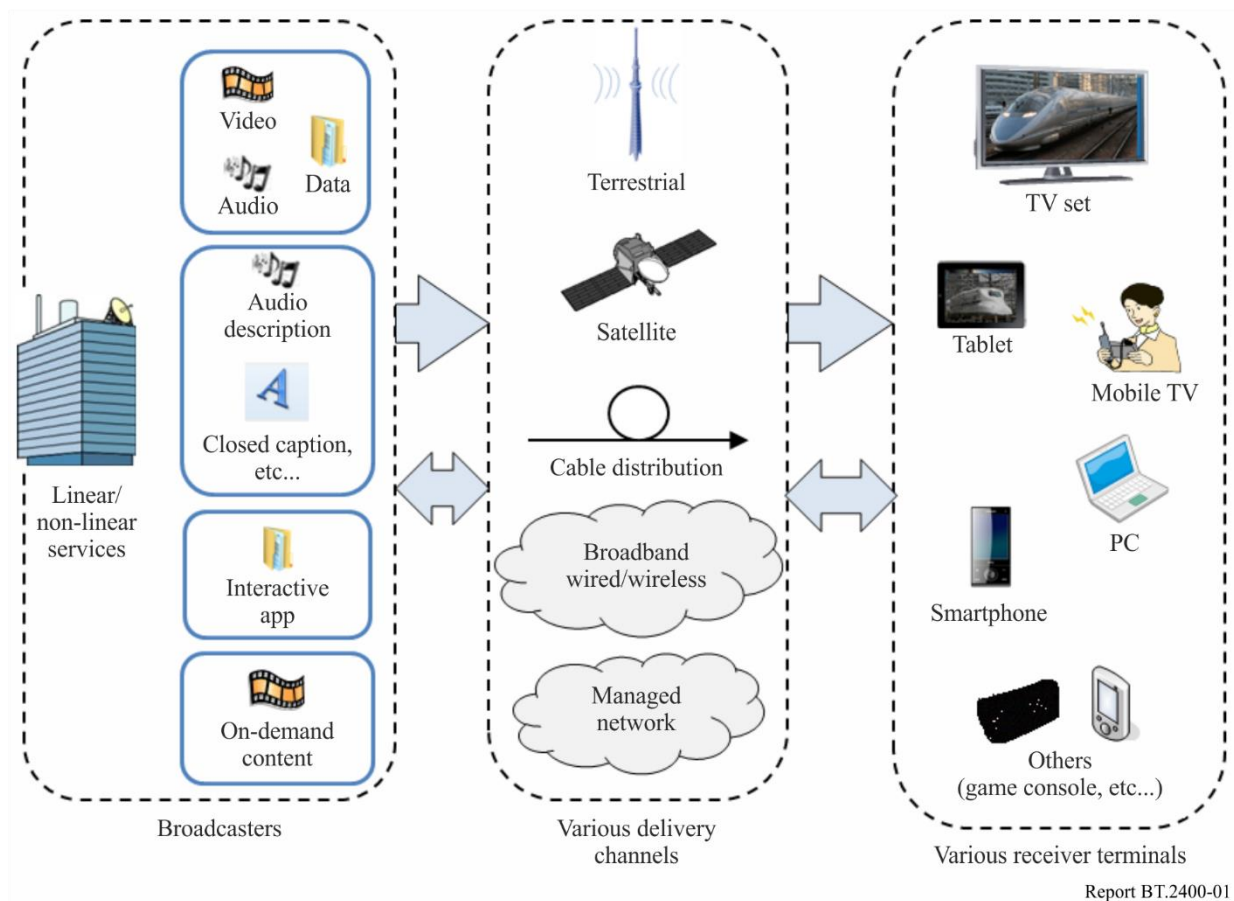 Video
Data
Audio
Audio
description
Closed caption,
etc...
Linear/
non-linear
services
Interactive
app
On-demand
content
Broadcasters
Terrestrial
Satellite
Cable distribution
Broadband
wired/wireless
Managed
network
Various delivery
channels
TV set
Tablet
Mobile TV
PC
Smartphone
Others
(game console, etc...)
Various receiver terminals
Report BT.2400-01